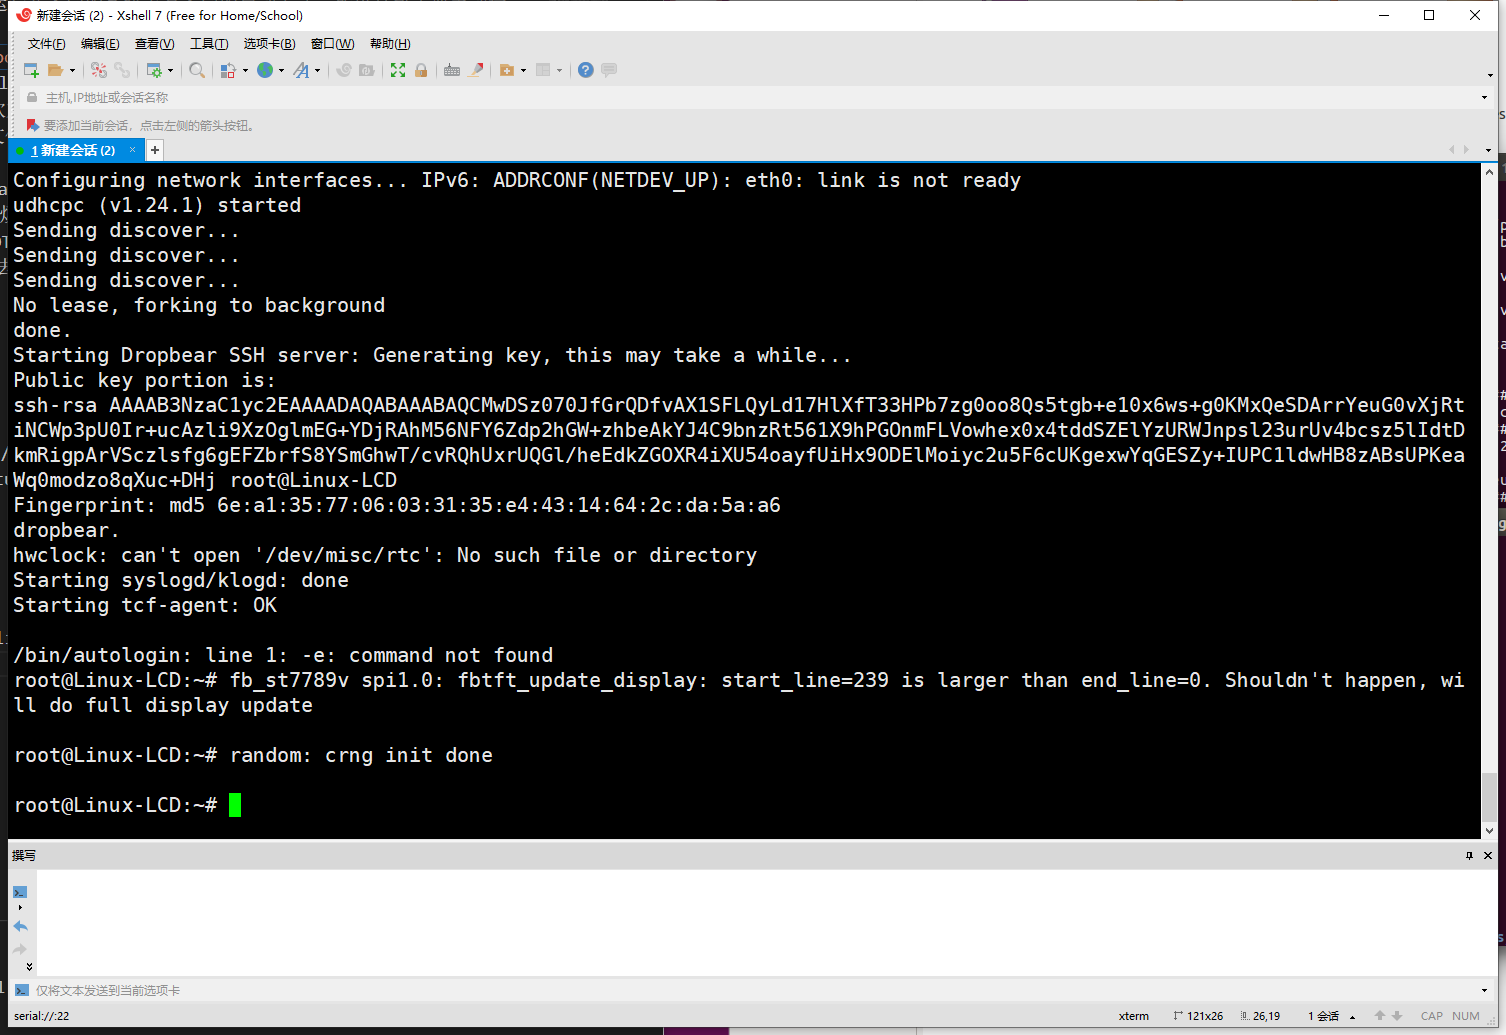 新建会话 (2) - Xshell 7 (Free for Home/School)
文件(F) 编辑(E) 查看(V) 工具(T) 选项卡(B) 窗口(W) 帮助(H)
主机,IP地址或会话名称
要添加当前会话，点击左侧的箭头按钮。
1 新建会话 (2) × +
Configuring network interfaces... IPv6: ADDRCONF(NETDEV_UP): eth0: link is not ready
udhcpc (v1.24.1) started
Sending discover...
Sending discover...
Sending discover...
No lease, forking to background
done.
Starting Dropbear SSH server: Generating key, this may take a while...
Public key portion is:
ssh-rsa AAAAB3NzaC1yc2EAAAADAQABAAABAQCMwDSz070JfGrQDfvAX1SFLQyLd17HlXfT33HPb7zg0oo8Qs5tgb+e10x6ws+g0KMxQeSDArrYeuG0vXjRt
iNCWp3pU0Ir+ucAzli9XzOglmEG+YDjRAhM56NFY6Zdp2hGW+zhbeAkYJ4C9bnzRt561X9hPGOnmFLVowhex0x4tddSZElYzURWJnpsl23urUv4bcsz5lIdtD
kmRigpArVSczlsfg6gEFZbrfS8YSmGhwT/cvRQhUxrUQGl/heEdkZGOXR4iXU54oayfUiHx9ODElMoiyc2u5F6cUKgexwYqGESZy+IUPC1ldwHB8zABsUPKea
Wq0modzo8qXuc+DHj root@Linux-LCD
Fingerprint: md5 6e:a1:35:77:06:03:31:35:e4:43:14:64:2c:da:5a:a6
dropbear.
hwclock: can't open '/dev/misc/rtc': No such file or directory
Starting syslogd/klogd: done
Starting tcf-agent: OK
/bin/autologin: line 1: -e: command not found
root@Linux-LCD:~# fb_st7789v spi1.0: fbtft_update_display: start_line=239 is larger than end_line=0. Shouldn't happen, wi
ll do full display update
root@Linux-LCD:~# random: crng init done
root@Linux-LCD:~#
撰写
仅将文本发送到当前选项卡
serial://:22 xterm 121x26 26,19 1 会话 CAP NUM